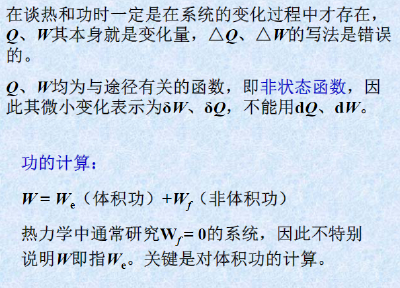 在谈热和功时一定是在系统的变化过程中才存在，
Q、W其本身就是变化量，△Q、△W的写法是错误
的。
Q、W均为与途径有关的函数，即非状态函数，因
此其微小变化表示为δW、δQ，不能用dQ、dW。
功的计算：
W = We（体积功）+Wf（非体积功）
热力学中通常研究Wf = 0的系统，因此不特别
说明W即指We。关键是对体积功的计算。